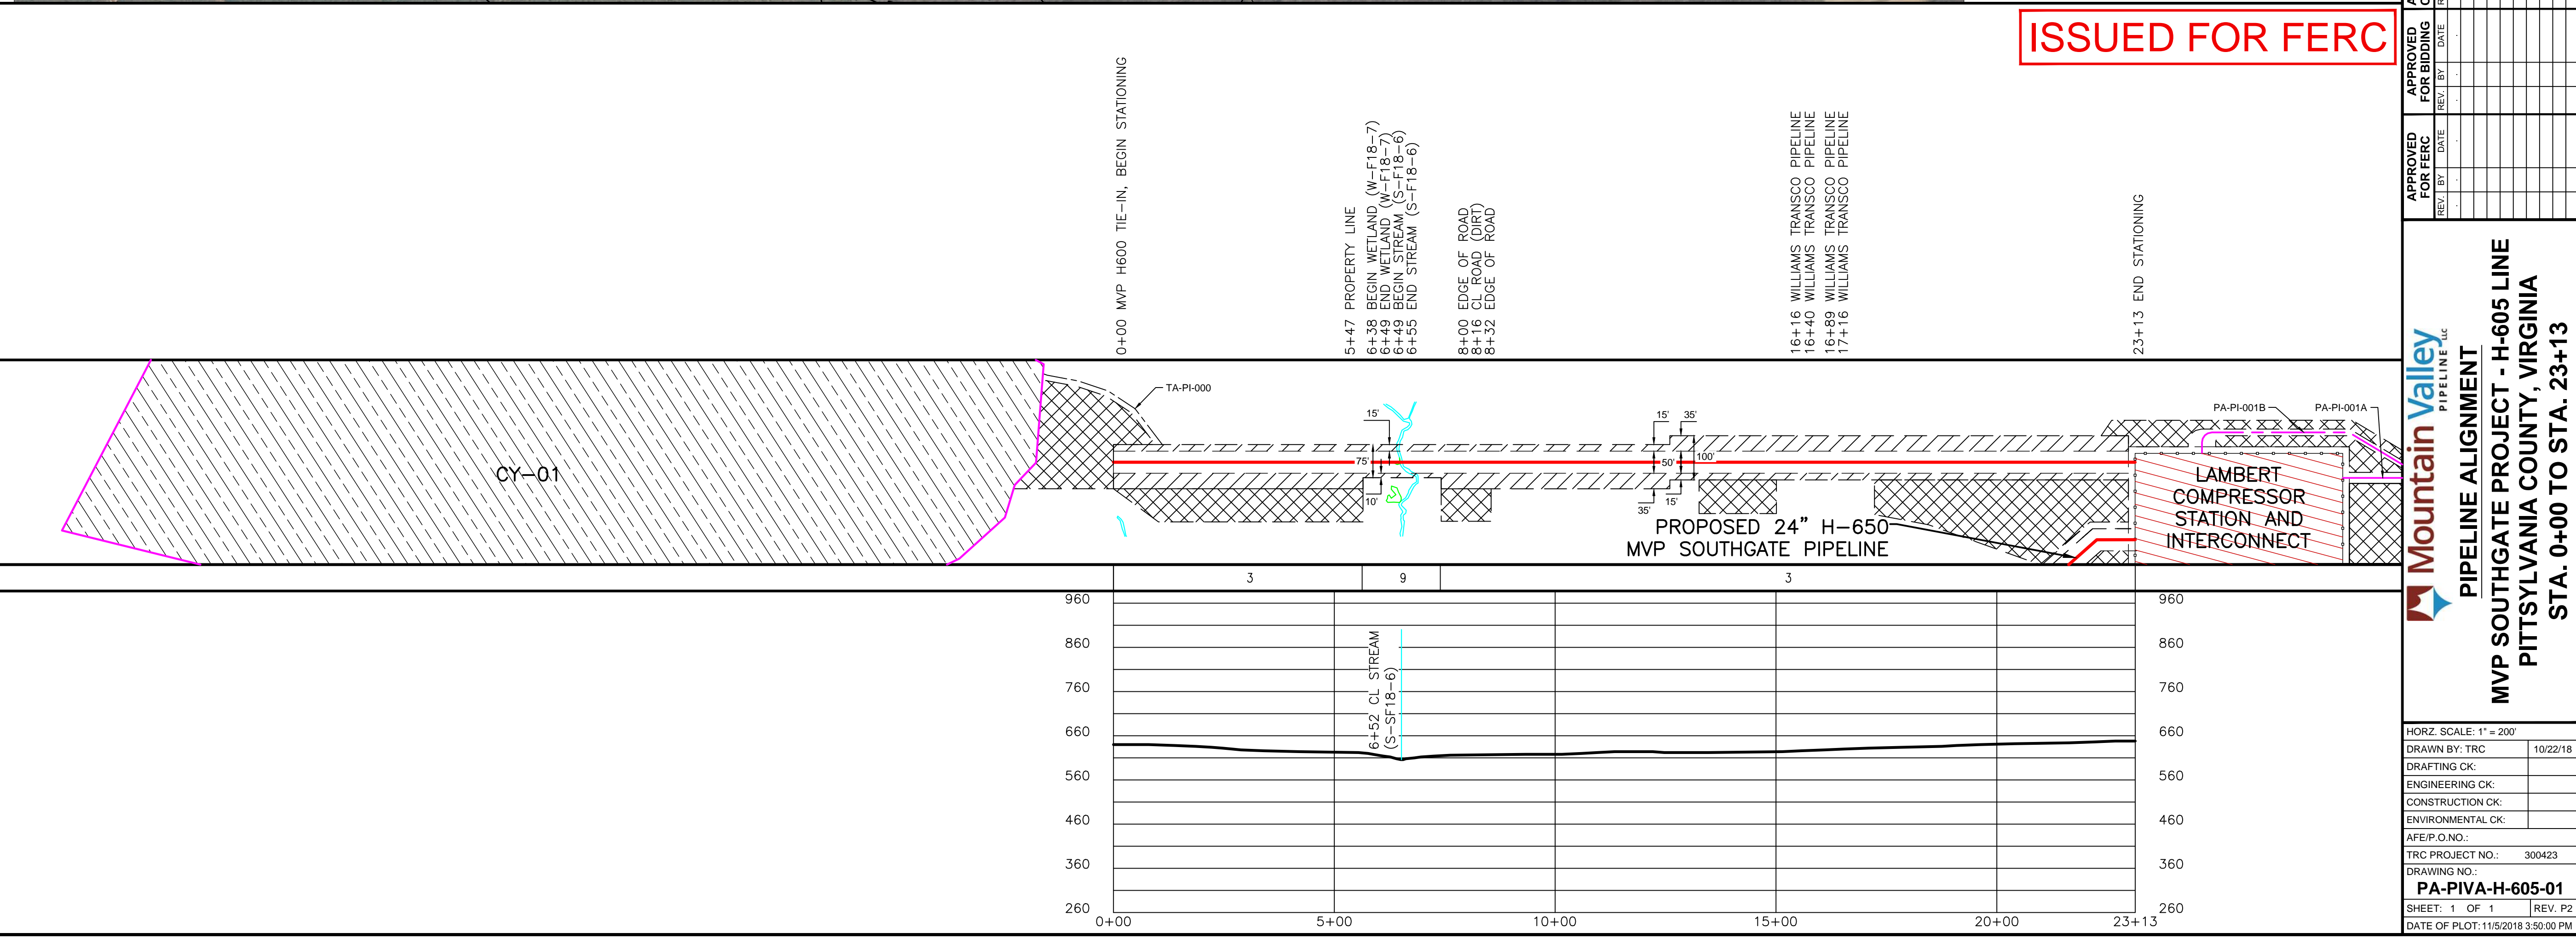 ISSUED FOR FERC
0+00 MVP H600 TIE-IN, BEGIN STATIONING
5+47 PROPERTY LINE
6+38 BEGIN WETLAND (W-F18-7)
6+49 END WETLAND (W-F18-7)
6+49 BEGIN STREAM (S-F18-6)
6+55 END STREAM (S-F18-6)
8+00 EDGE OF ROAD
8+16 CL ROAD (DIRT)
8+32 EDGE OF ROAD
16+16 WILLIAMS TRANSCO PIPELINE
16+40 WILLIAMS TRANSCO PIPELINE
16+89 WILLIAMS TRANSCO PIPELINE
17+16 WILLIAMS TRANSCO PIPELINE
23+13 END STATIONING
CY-01
TA-PI-000
15'
75'
10'
15'
35'
50'
100'
35'
15'
PROPOSED 24" H-650
MVP SOUTHGATE PIPELINE
PA-PI-001B
PA-PI-001A
LAMBERT
COMPRESSOR
STATION AND
INTERCONNECT
3
9
3
960
860
760
660
560
460
360
260
6+52 CL STREAM
(S-SF18-6)
960
860
760
660
560
460
360
260
0+00
5+00
10+00
15+00
20+00
23+13
APPROVED
FOR BIDDING
REV.
BY
DATE
APPROVED
FOR FERC
REV.
BY
DATE
Mountain Valley
PIPELINE LLC
PIPELINE ALIGNMENT
MVP SOUTHGATE PROJECT - H-605 LINE
PITTSYLVANIA COUNTY, VIRGINIA
STA. 0+00 TO STA. 23+13
HORZ. SCALE: 1" = 200'
DRAWN BY: TRC 10/22/18
DRAFTING CK:
ENGINEERING CK:
CONSTRUCTION CK:
ENVIRONMENTAL CK:
AFE/P.O.NO.:
TRC PROJECT NO.: 300423
DRAWING NO.:
PA-PIVA-H-605-01
SHEET: 1 OF 1 REV. P2
DATE OF PLOT: 11/5/2018 3:50:00 PM